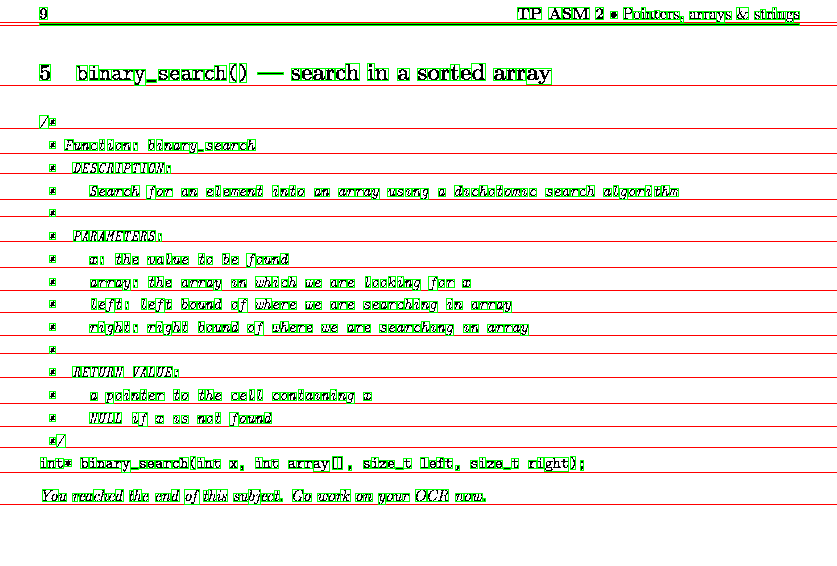 9 TP ASM 2 • Pointers, arrays & strings
5 binary_search() — search in a sorted array
/*
* Function: binary_search
* DESCRIPTION:
* Search for an element into an array using a dichotomic search algorithm
*
* PARAMETERS:
* x: the value to be found
* array: the array in which we are looking for x
* left: left bound of where we are searching in array
* right: right bound of where we are searching in array
*
* RETURN VALUE:
* a pointer to the cell containing x
* NULL if x is not found
*/
int* binary_search(int x, int array[], size_t left, size_t right);
You reached the end of this subject. Go work on your OCR now.